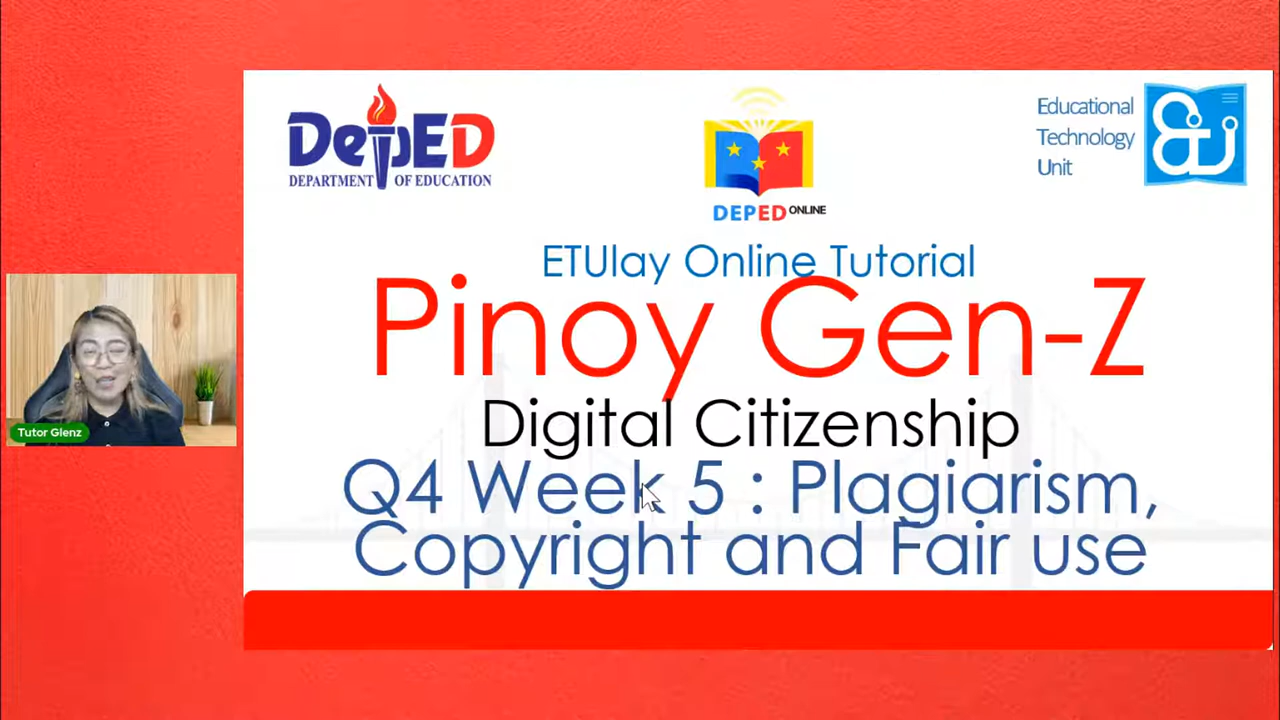 DepED
DEPARTMENT OF EDUCATION
DEPED ONLINE
Educational
Technology
Unit
ETUlay Online Tutorial
Pinoy Gen-Z
Digital Citizenship
Q4 Week 5 : Plagiarism,
Copyright and Fair use
Tutor Glenz